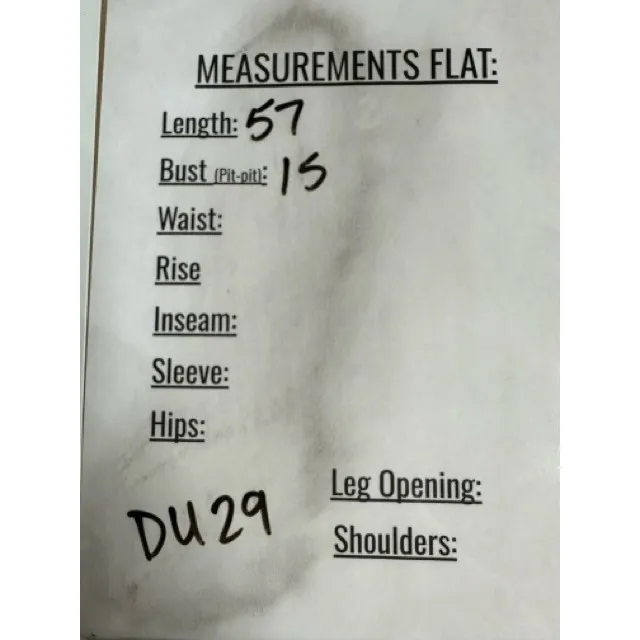 MEASUREMENTS FLAT:
Length: 57
Bust (Pit-pit): 15
Waist:
Rise
Inseam:
Sleeve:
Hips:
Leg Opening:
DU29
Shoulders: